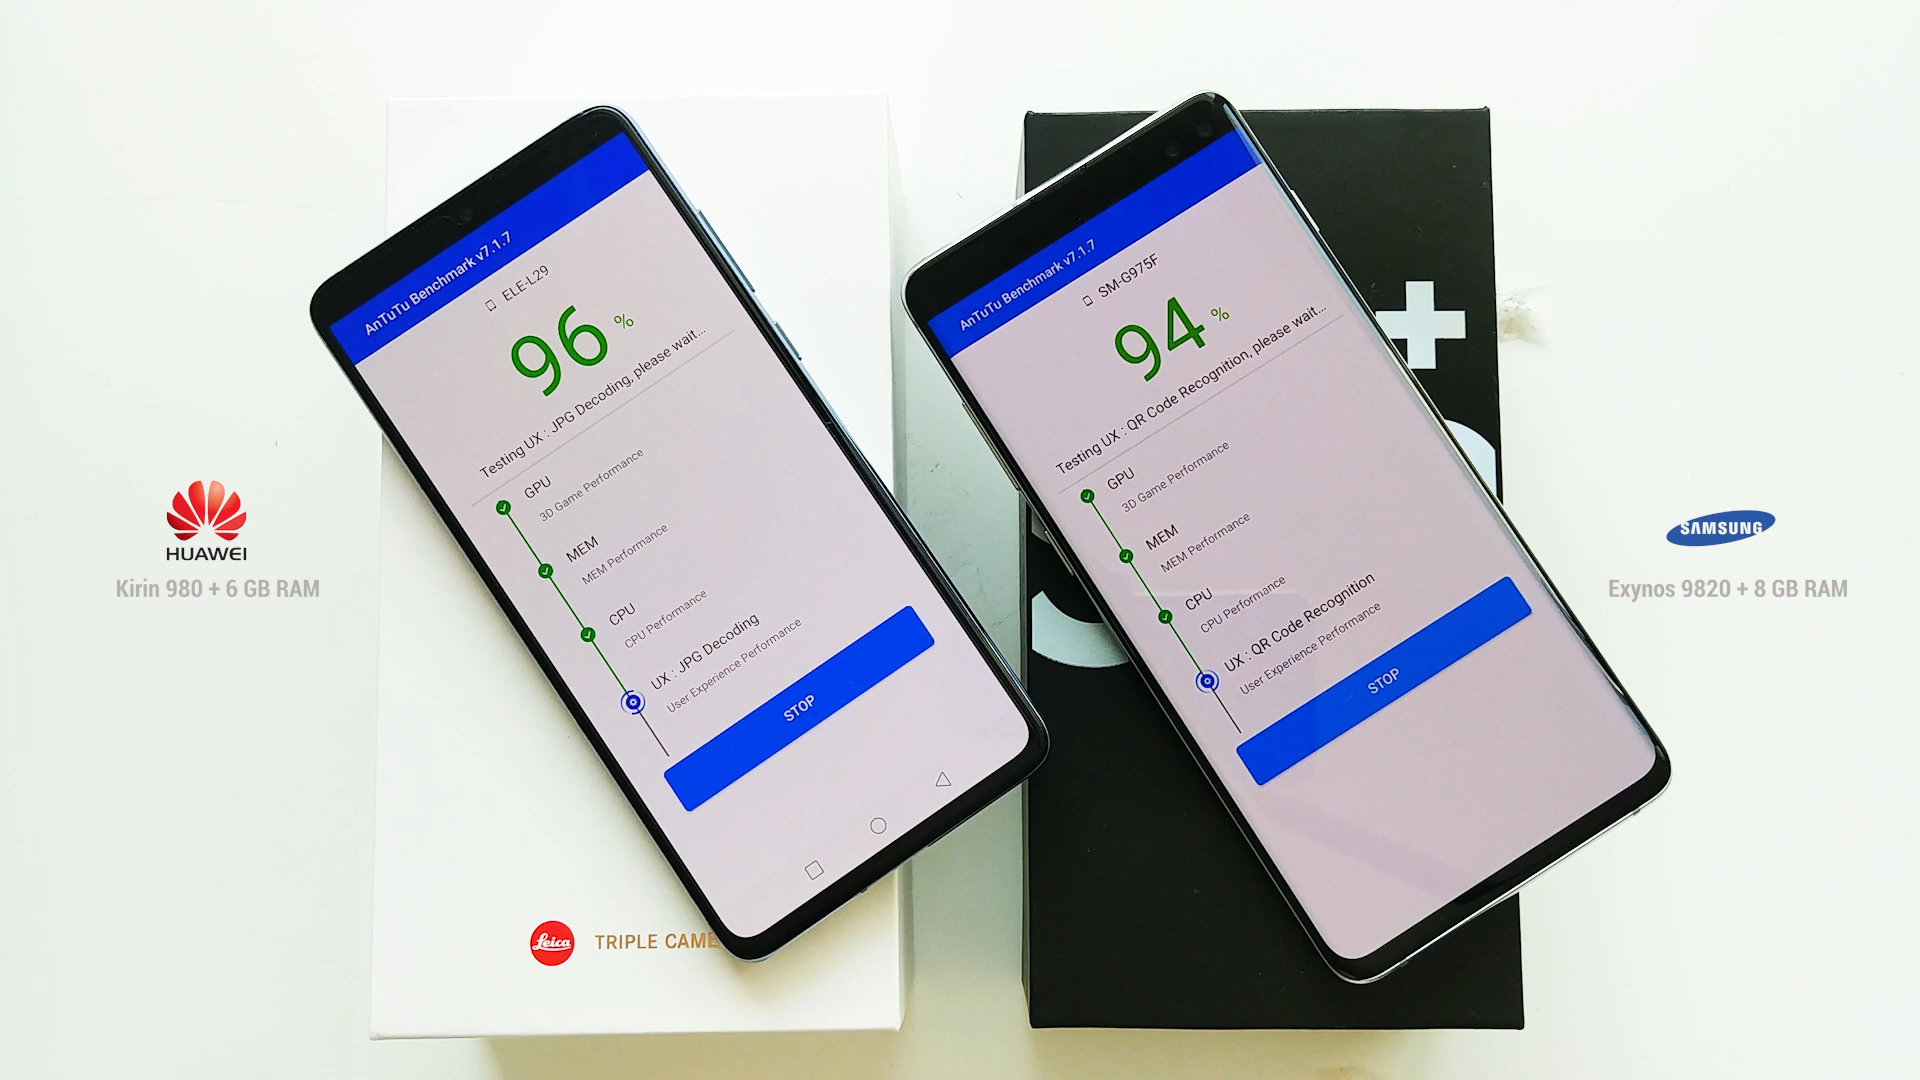 HUAWEI
Kirin 980 + 6 GB RAM
AnTuTu Benchmark v7.1.7
ELE-L29
96 %
Testing UX : JPG Decoding, please wait...
GPU
3D Game Performance
MEM
MEM Performance
CPU
CPU Performance
UX : JPG Decoding
User Experience Performance
STOP
Leica TRIPLE CAME
AnTuTu Benchmark v7.1.7
SM-G975F
94 %
Testing UX : QR Code Recognition, please wait...
GPU
3D Game Performance
MEM
MEM Performance
CPU
CPU Performance
UX : QR Code Recognition
User Experience Performance
STOP
+
SAMSUNG
Exynos 9820 + 8 GB RAM